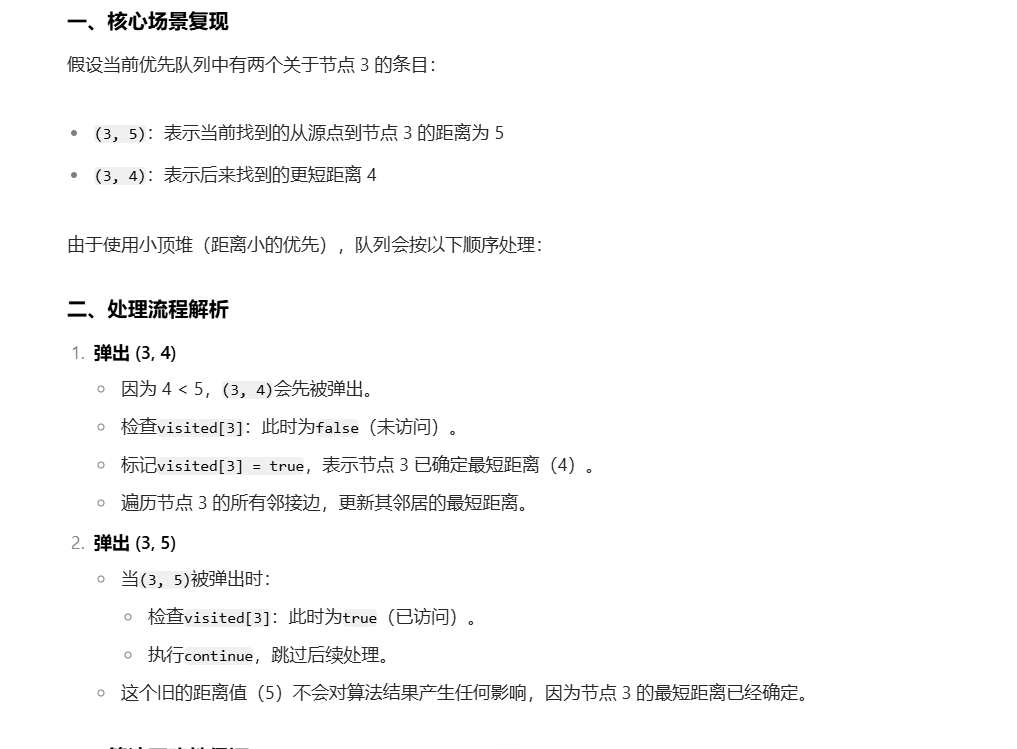 一、核心场景复现
假设当前优先队列中有两个关于节点 3 的条目：
(3, 5)：表示当前找到的从源点到节点 3 的距离为 5
(3, 4)：表示后来找到的更短距离 4
由于使用小顶堆（距离小的优先），队列会按以下顺序处理：
二、处理流程解析
1. 弹出 (3, 4)
因为 4 < 5，(3, 4)会先被弹出。
检查visited[3]：此时为false（未访问）。
标记visited[3] = true，表示节点 3 已确定最短距离（4）。
遍历节点 3 的所有邻接边，更新其邻居的最短距离。
2. 弹出 (3, 5)
当(3, 5)被弹出时：
检查visited[3]：此时为true（已访问）。
执行continue，跳过后续处理。
这个旧的距离值（5）不会对算法结果产生任何影响，因为节点 3 的最短距离已经确定。